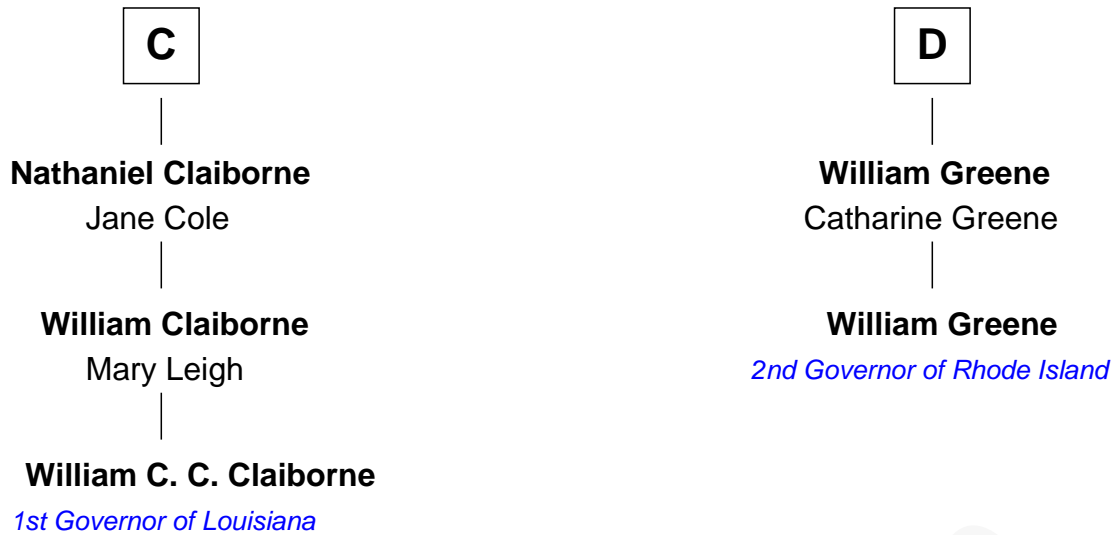 C
Nathaniel Claiborne
Jane Cole
William Claiborne
Mary Leigh
William C. C. Claiborne
1st Governor of Louisiana
D
William Greene
Catharine Greene
William Greene
2nd Governor of Rhode Island